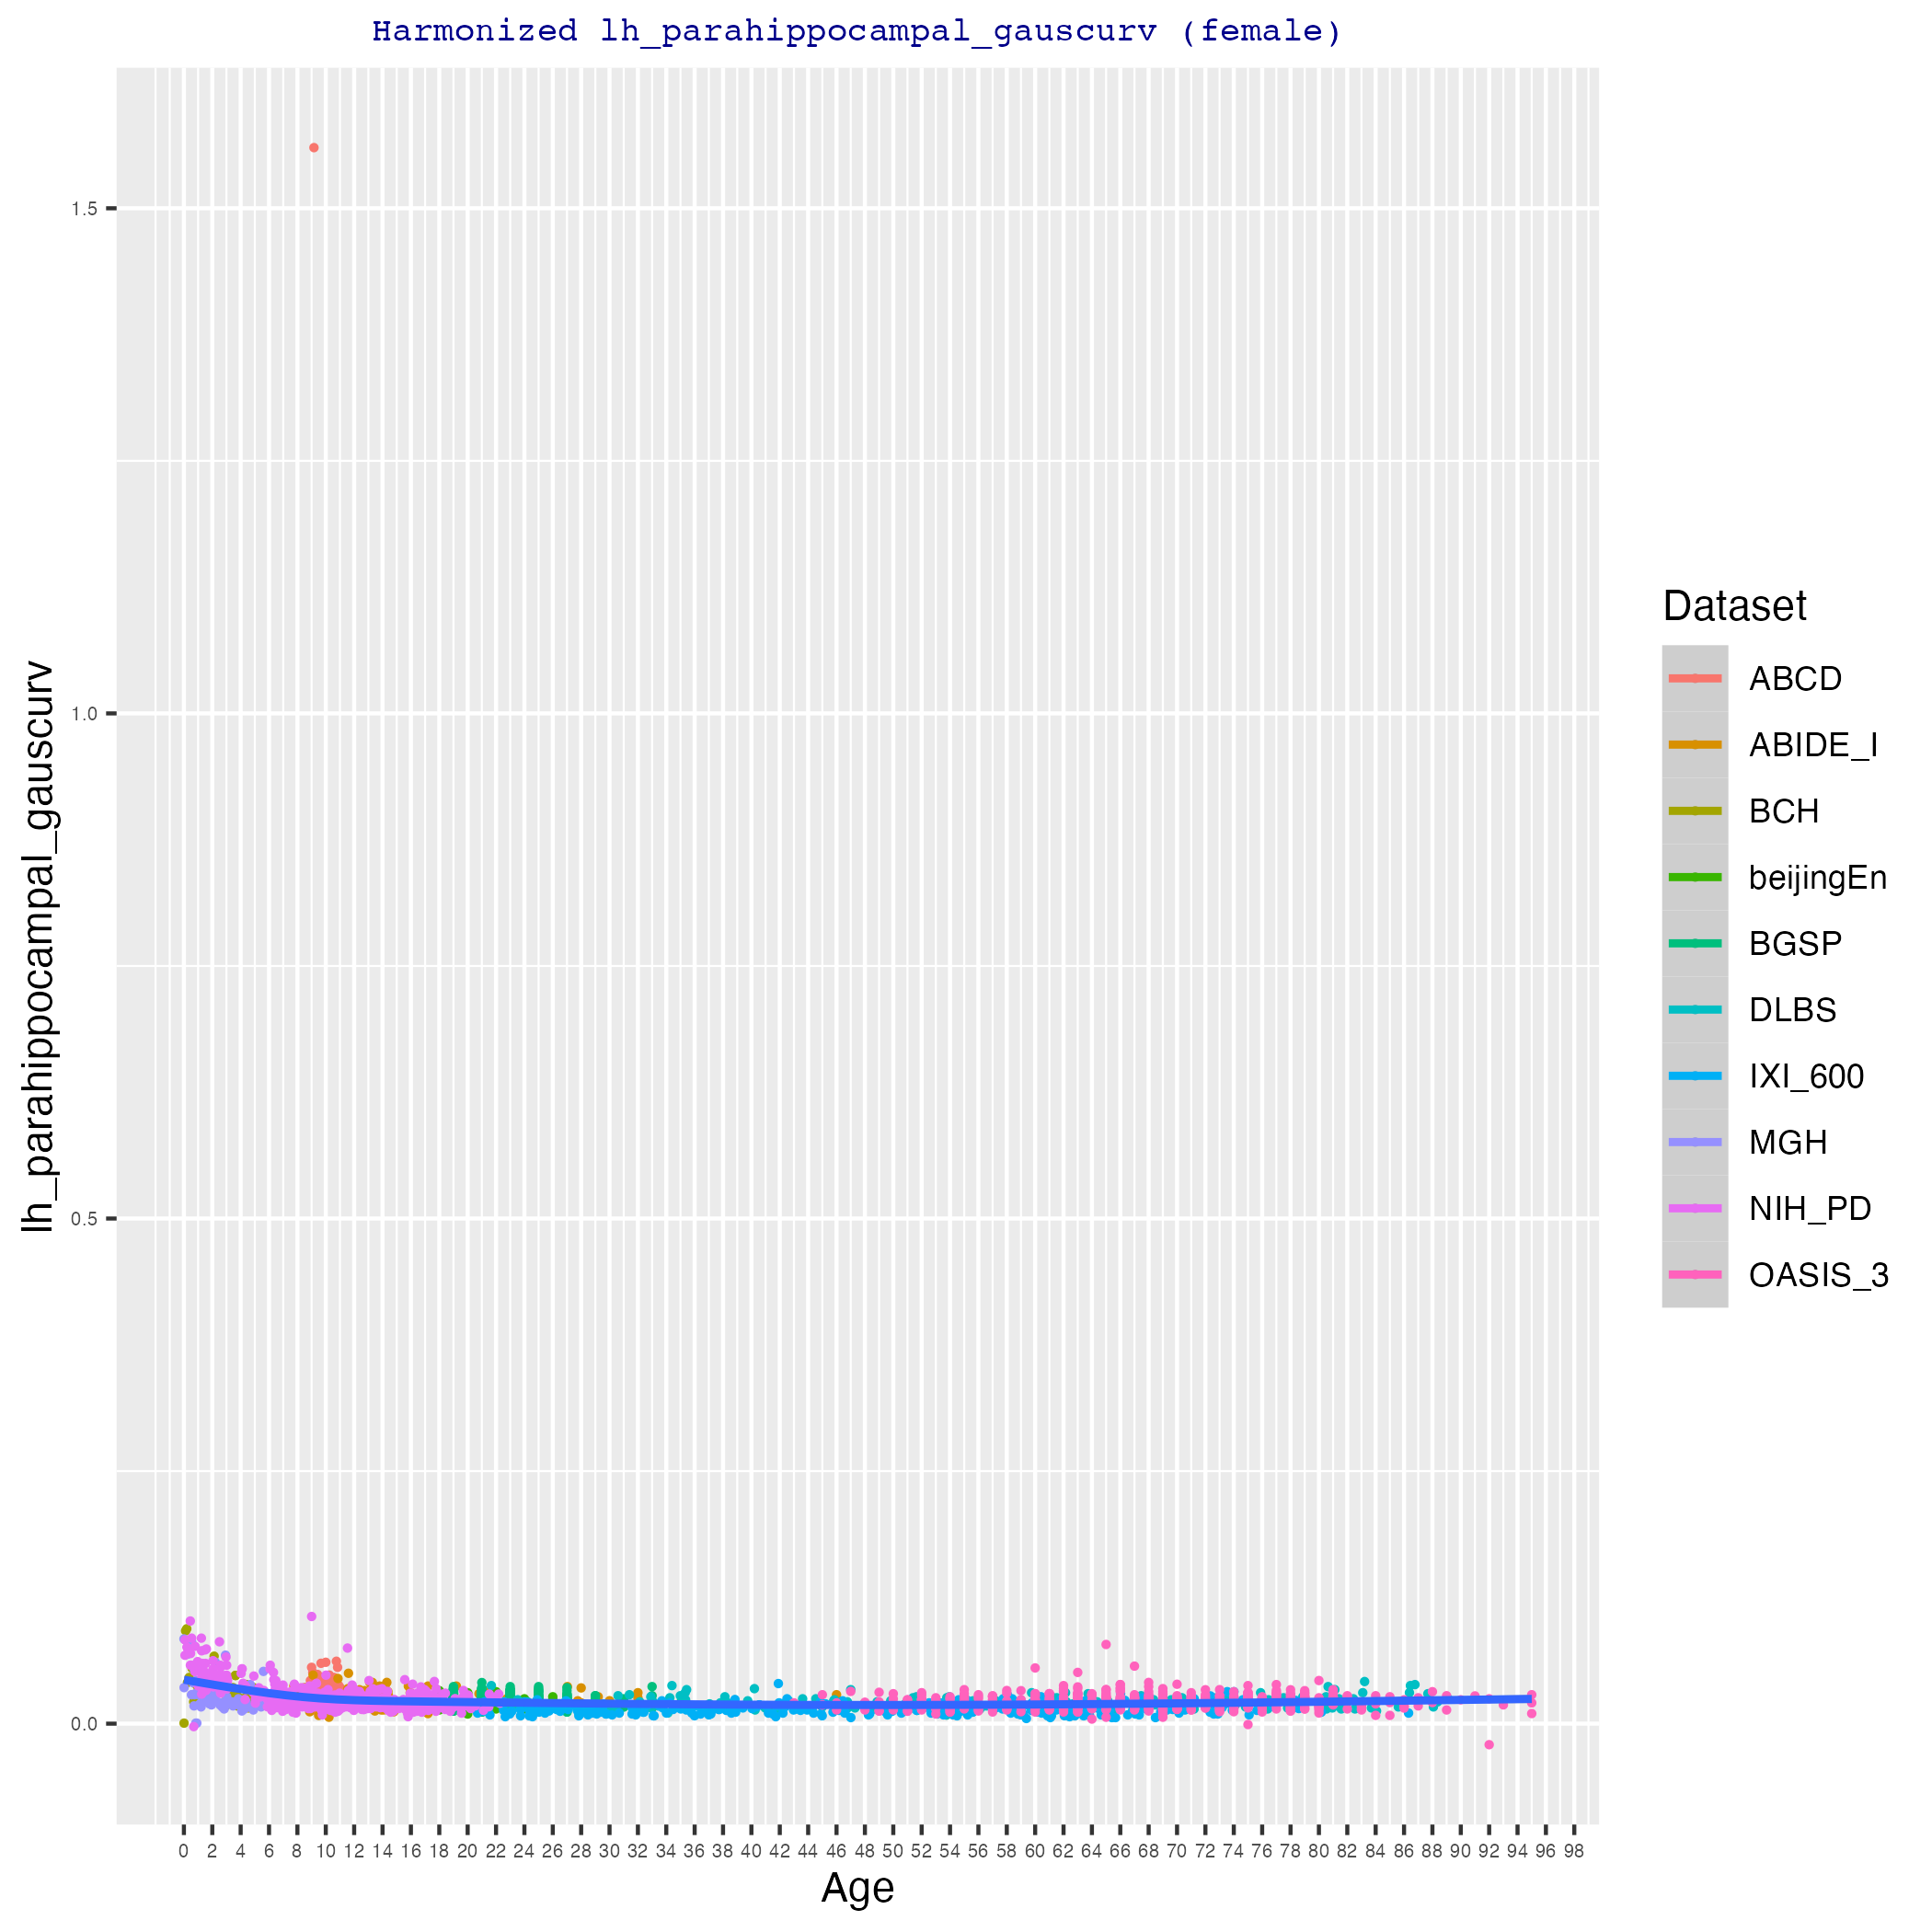 Harmonized lh_parahippocampal_gauscurv (female)
lh_parahippocampal_gauscurv
1.5
1.0
0.5
0.0
0 2 4 6 8 10 12 14 16 18 20 22 24 26 28 30 32 34 36 38 40 42 44 46 48 50 52 54 56 58 60 62 64 66 68 70 72 74 76 78 80 82 84 86 88 90 92 94 96 98
Age
Dataset
ABCD
ABIDE_I
BCH
beijingEn
BGSP
DLBS
IXI_600
MGH
NIH_PD
OASIS_3